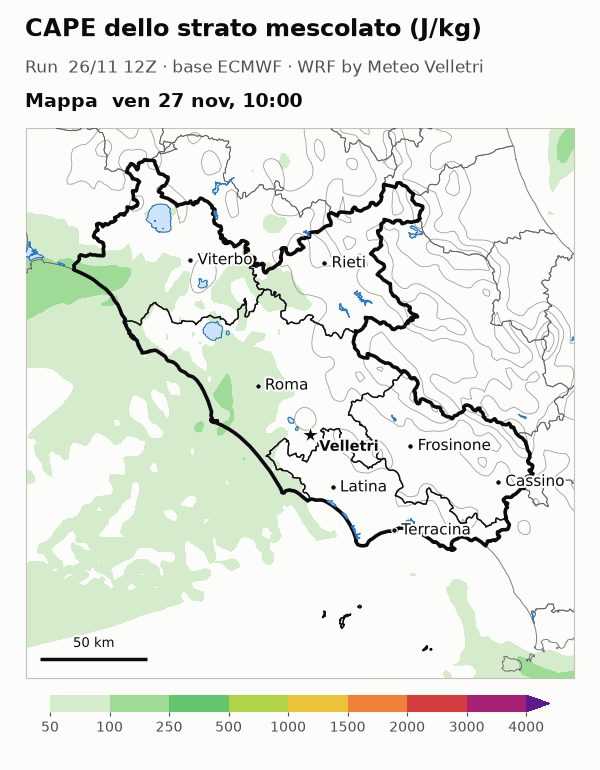 CAPE dello strato mescolato (J/kg)
Run  26/11 12Z · base ECMWF · WRF by Meteo Velletri
Mappa  ven 27 nov, 10:00
Viterbo
Rieti
Roma
Velletri
Frosinone
Latina
Cassino
Terracina
50 km
50 100 250 500 1000 1500 2000 3000 4000